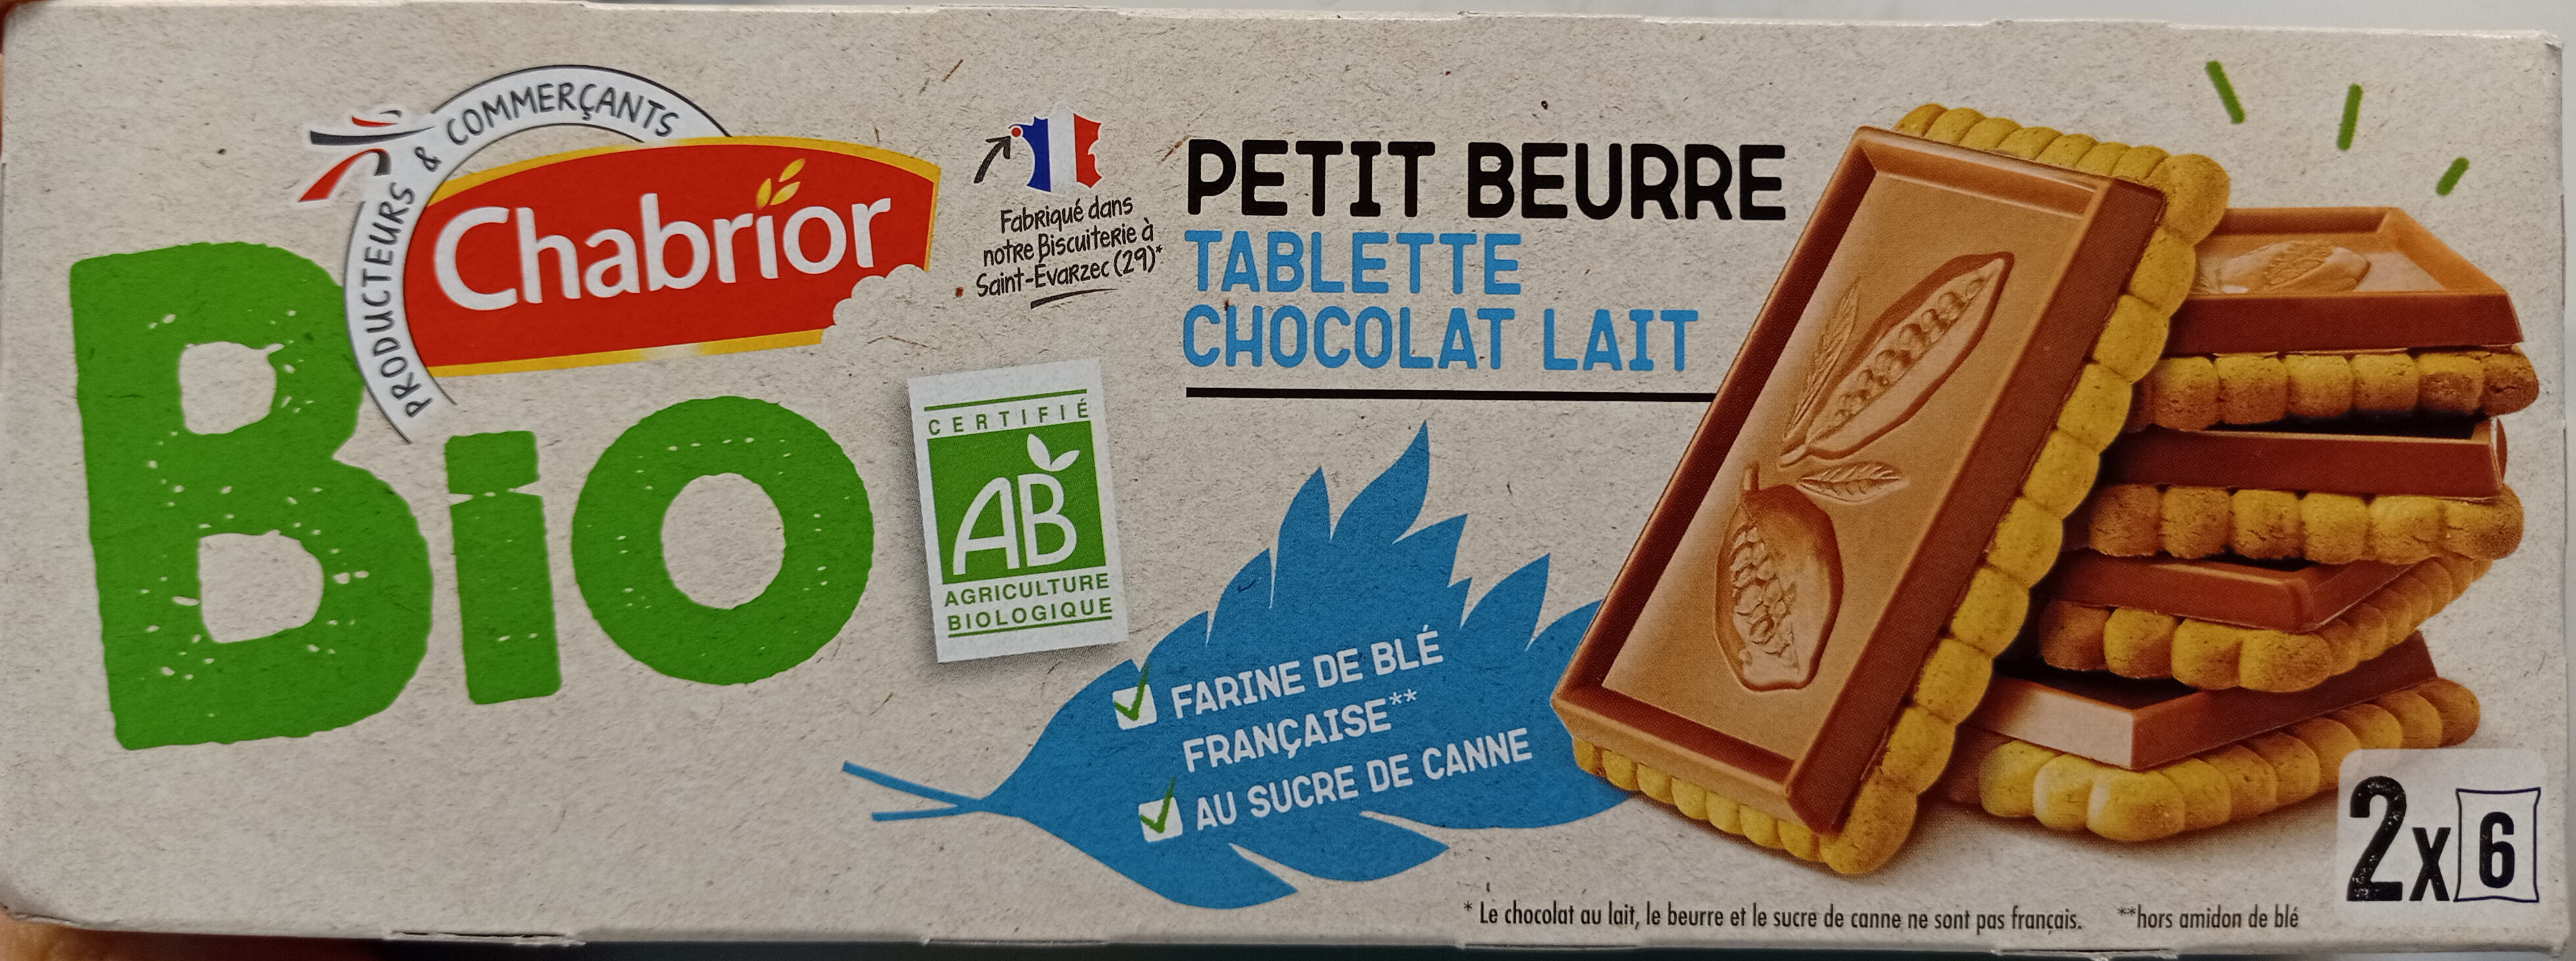 PRODUCTEURS & COMMERÇANTS
Chabrior
Bio
Fabriqué dans
notre Biscuiterie à
Saint-Évarzec (29)*
CERTIFIÉ
AB
AGRICULTURE
BIOLOGIQUE
PETIT BEURRE
TABLETTE
CHOCOLAT LAIT
FARINE DE BLÉ
FRANÇAISE**
AU SUCRE DE CANNE
2x6
* Le chocolat au lait, le beurre et le sucre de canne ne sont pas français. **hors amidon de blé